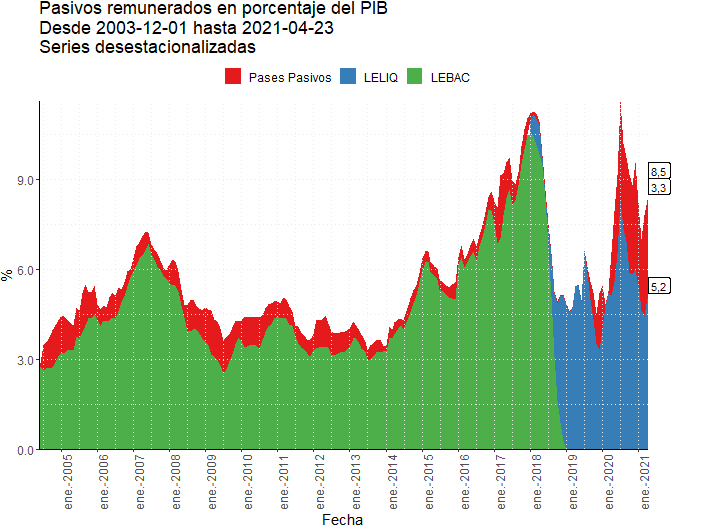 Pasivos remunerados en porcentaje del PIB
Desde 2003-12-01 hasta 2021-04-23
Series desestacionalizadas
Pases Pasivos LELIQ LEBAC
9.0
6.0
3.0
0.0
%
8,5
3,3
5,2
ene.-2005 ene.-2006 ene.-2007 ene.-2008 ene.-2009 ene.-2010 ene.-2011 ene.-2012 ene.-2013 ene.-2014 ene.-2015 ene.-2016 ene.-2017 ene.-2018 ene.-2019 ene.-2020 ene.-2021
Fecha